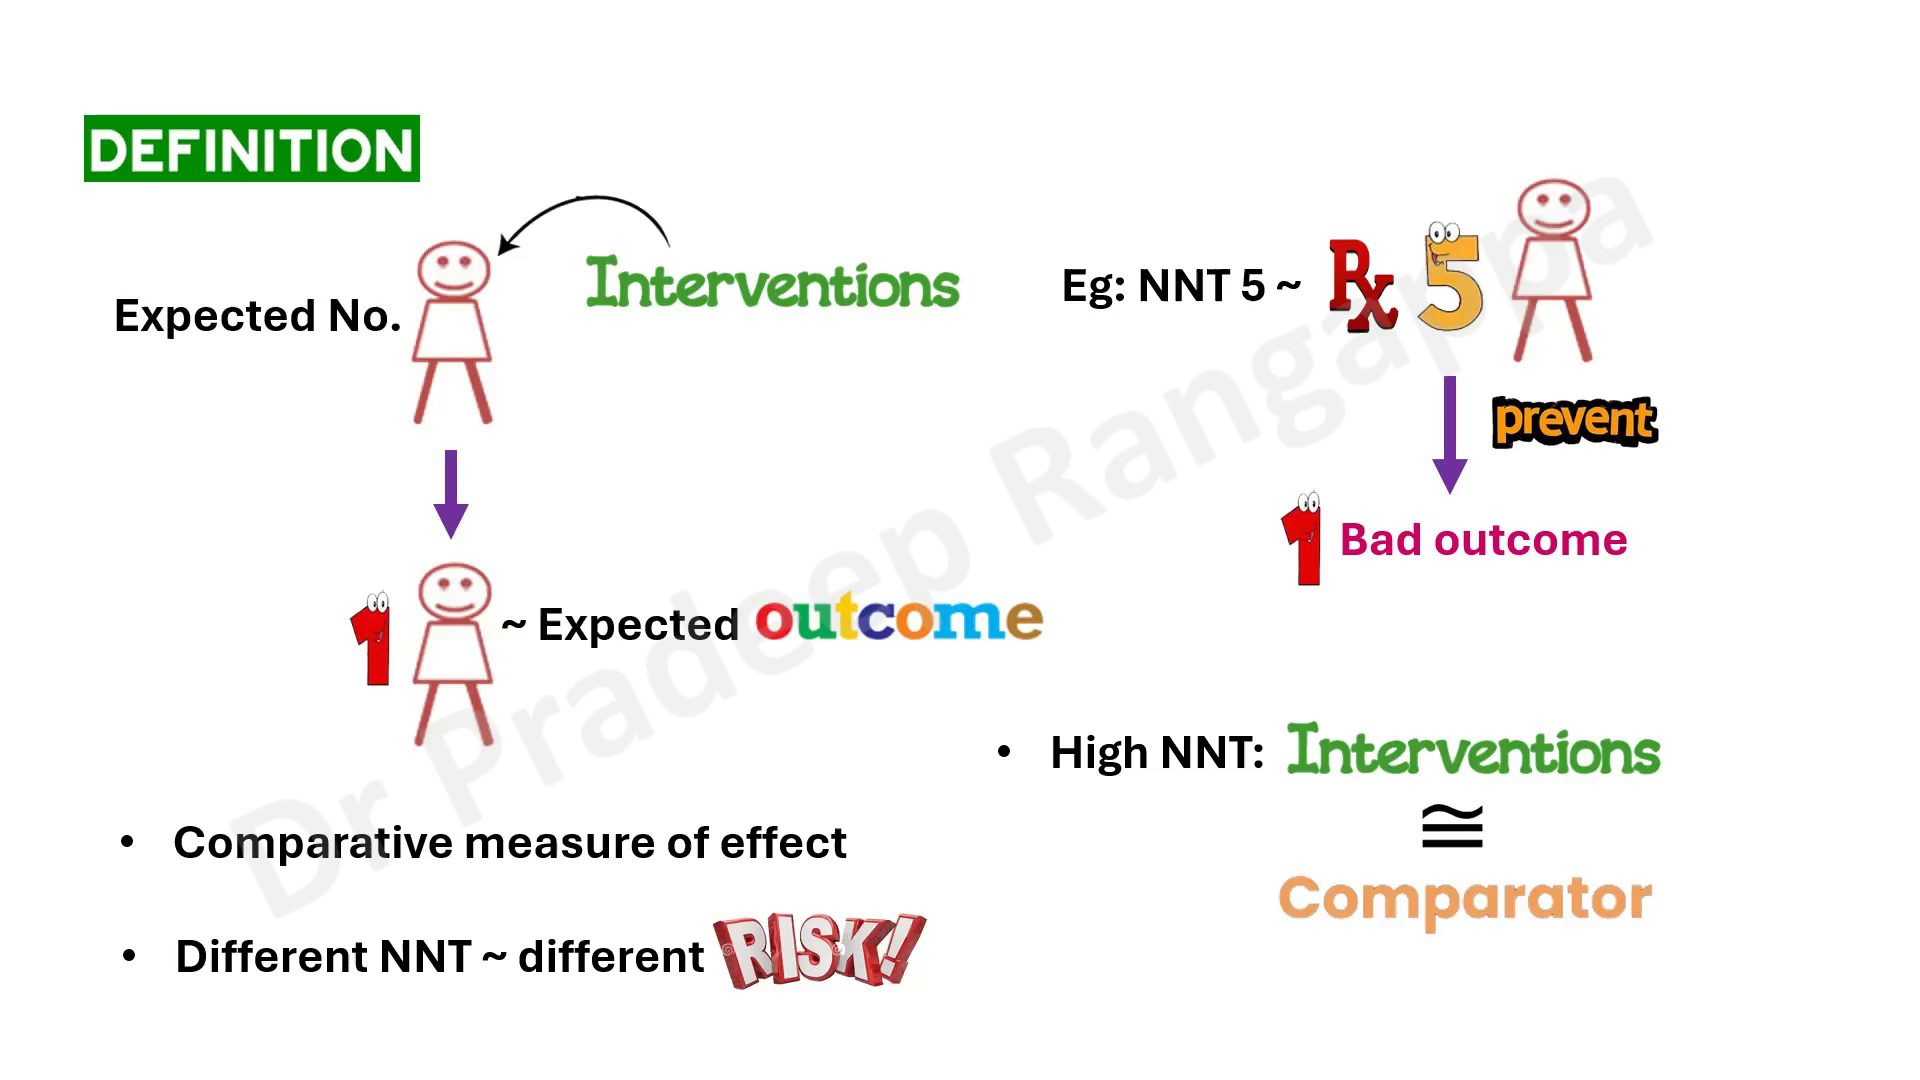 DEFINITION
Expected No.
Interventions
1
~ Expected outcome
• Comparative measure of effect
• Different NNT ~ different RISK!
Eg: NNT 5 ~ Rx 5
prevent
1 Bad outcome
• High NNT: Interventions
≅
Comparator
Dr Pradeep Rangappa